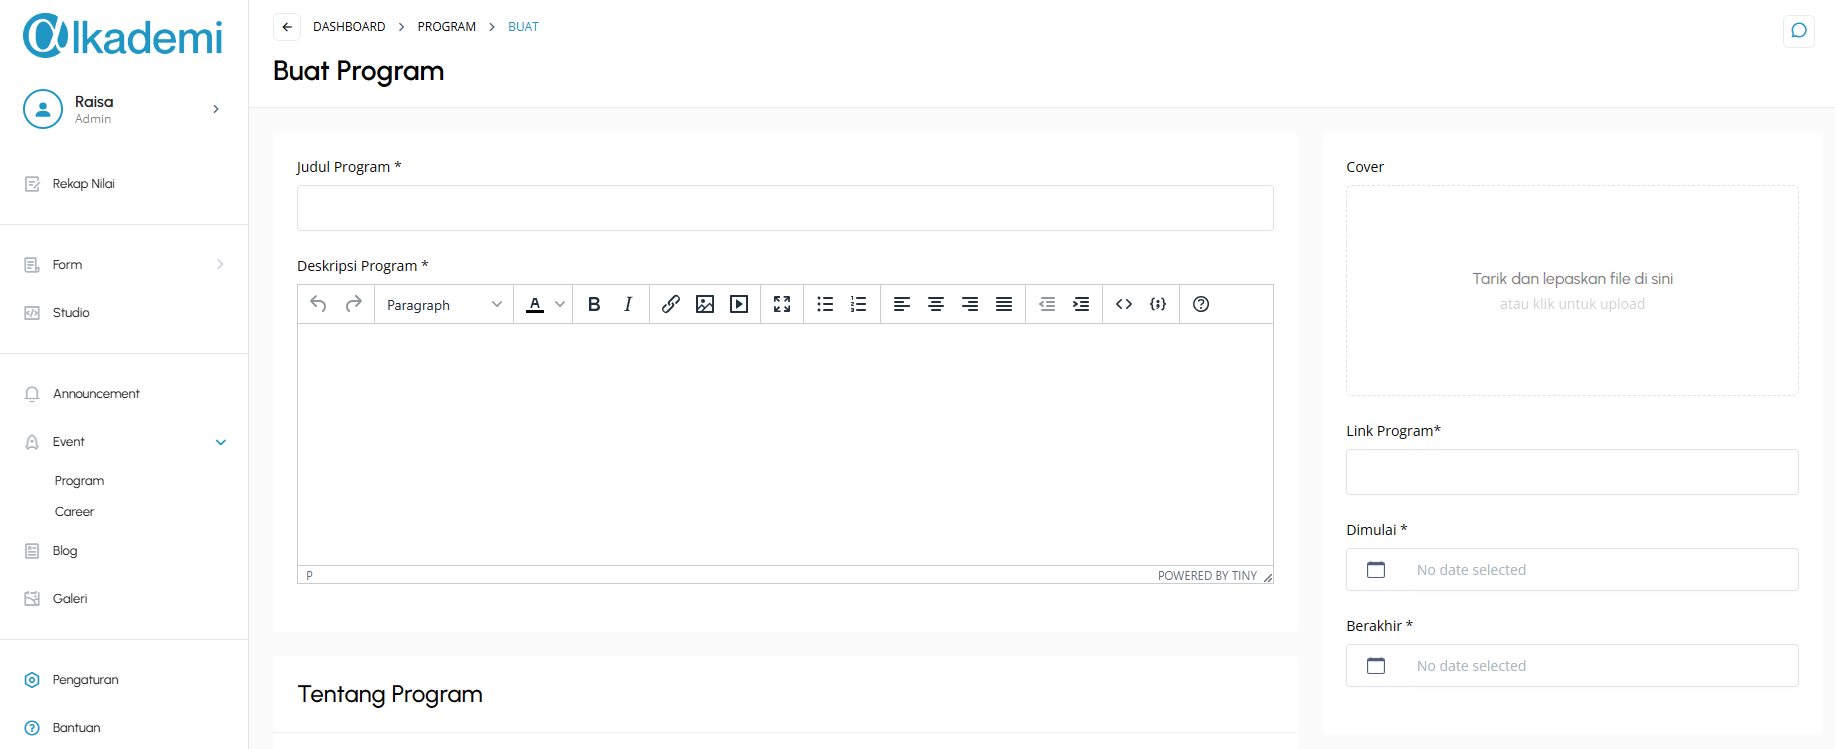 @lkademi
Raisa
Admin
Rekap Nilai
Form
Studio
Announcement
Event
Program
Career
Blog
Galeri
Pengaturan
Bantuan
DASHBOARD > PROGRAM > BUAT
Buat Program
Judul Program *
Deskripsi Program *
Paragraph
P
POWERED BY TINY
Tentang Program
Cover
Tarik dan lepaskan file di sini
atau klik untuk upload
Link Program*
Dimulai *
No date selected
Berakhir *
No date selected